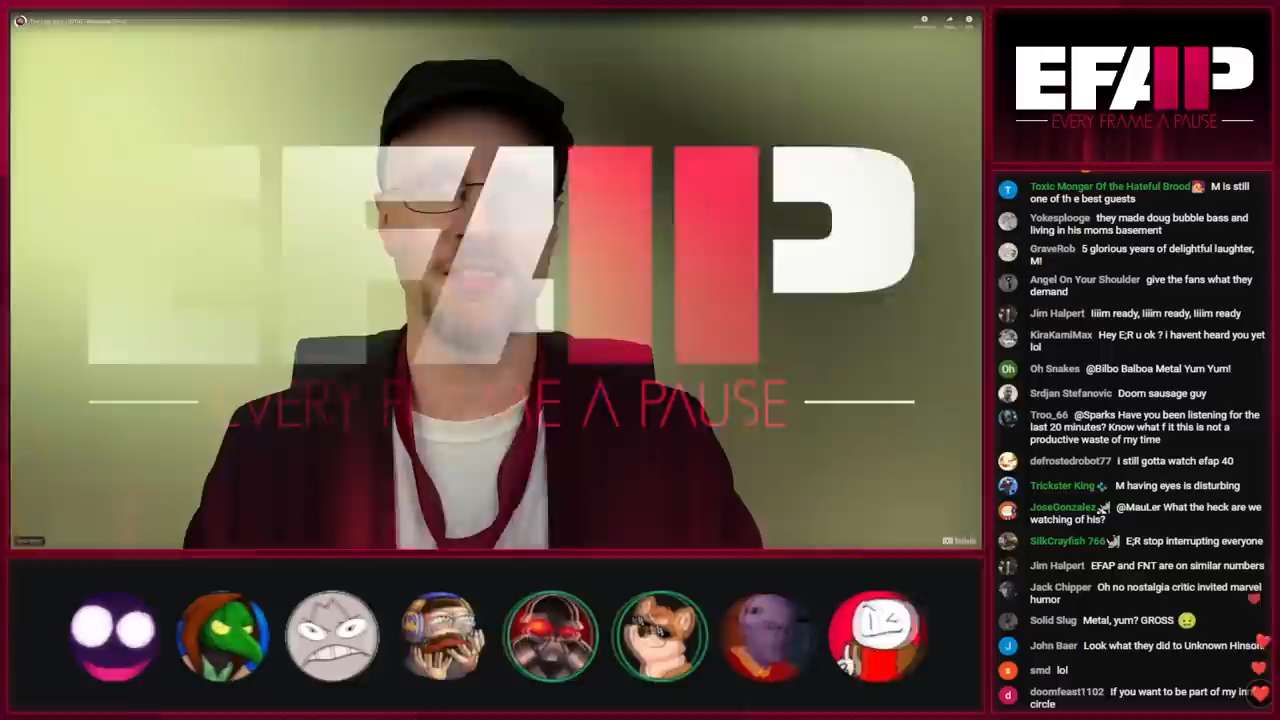 EFAP
EVERY FRAME A PAUSE
EFAP
EVERY FRAME A PAUSE
Toxic Monger Of the Hateful Brood M is still
one of th e best guests
Yokesplooge they made doug bubble bass and
living in his moms basement
GraveRob 5 glorious years of delightful laughter,
M!
Angel On Your Shoulder give the fans what they
demand
Jim Halpert Iiiim ready, Iiiim ready, Iiiim ready
KiraKamiMax Hey E;R u ok ? i havent heard you yet
lol
Oh
Oh Snakes @Bilbo Balboa Metal Yum Yum!
Srdjan Stefanovic Doom sausage guy
Troo_66 @Sparks Have you been listening for the
last 20 minutes? Know what f it this is not a
productive waste of my time
defrostedrobot77 i still gotta watch efap 40
Trickster King M having eyes is disturbing
JoseGonzalez @MauLer What the heck are we
watching of his?
SilkCrayfish 766 E;R stop interrupting everyone
Jim Halpert EFAP and FNT are on similar numbers
Jack Chipper Oh no nostalgia critic invited marvel
humor
Solid Slug Metal, yum? GROSS
John Baer Look what they did to Unknown Hinson.
smd lol
doomfeast1102 If you want to be part of my
circle
YouTube